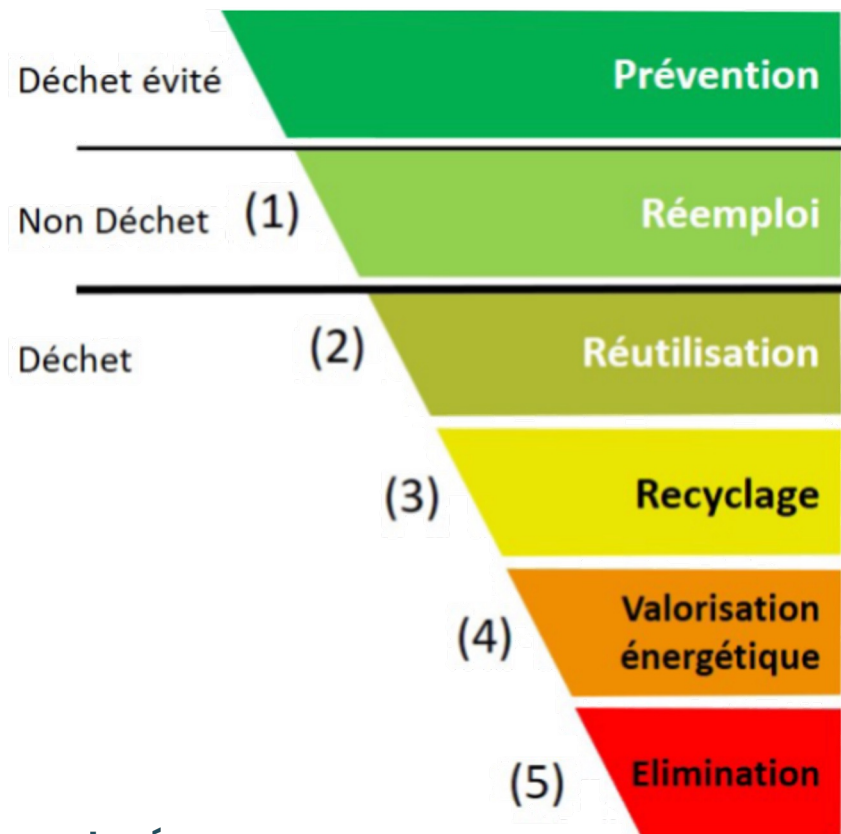 Déchet évité Prévention
Non Déchet (1) Réemploi
Déchet (2) Réutilisation
(3) Recyclage
(4) Valorisation
énergétique
(5) Elimination